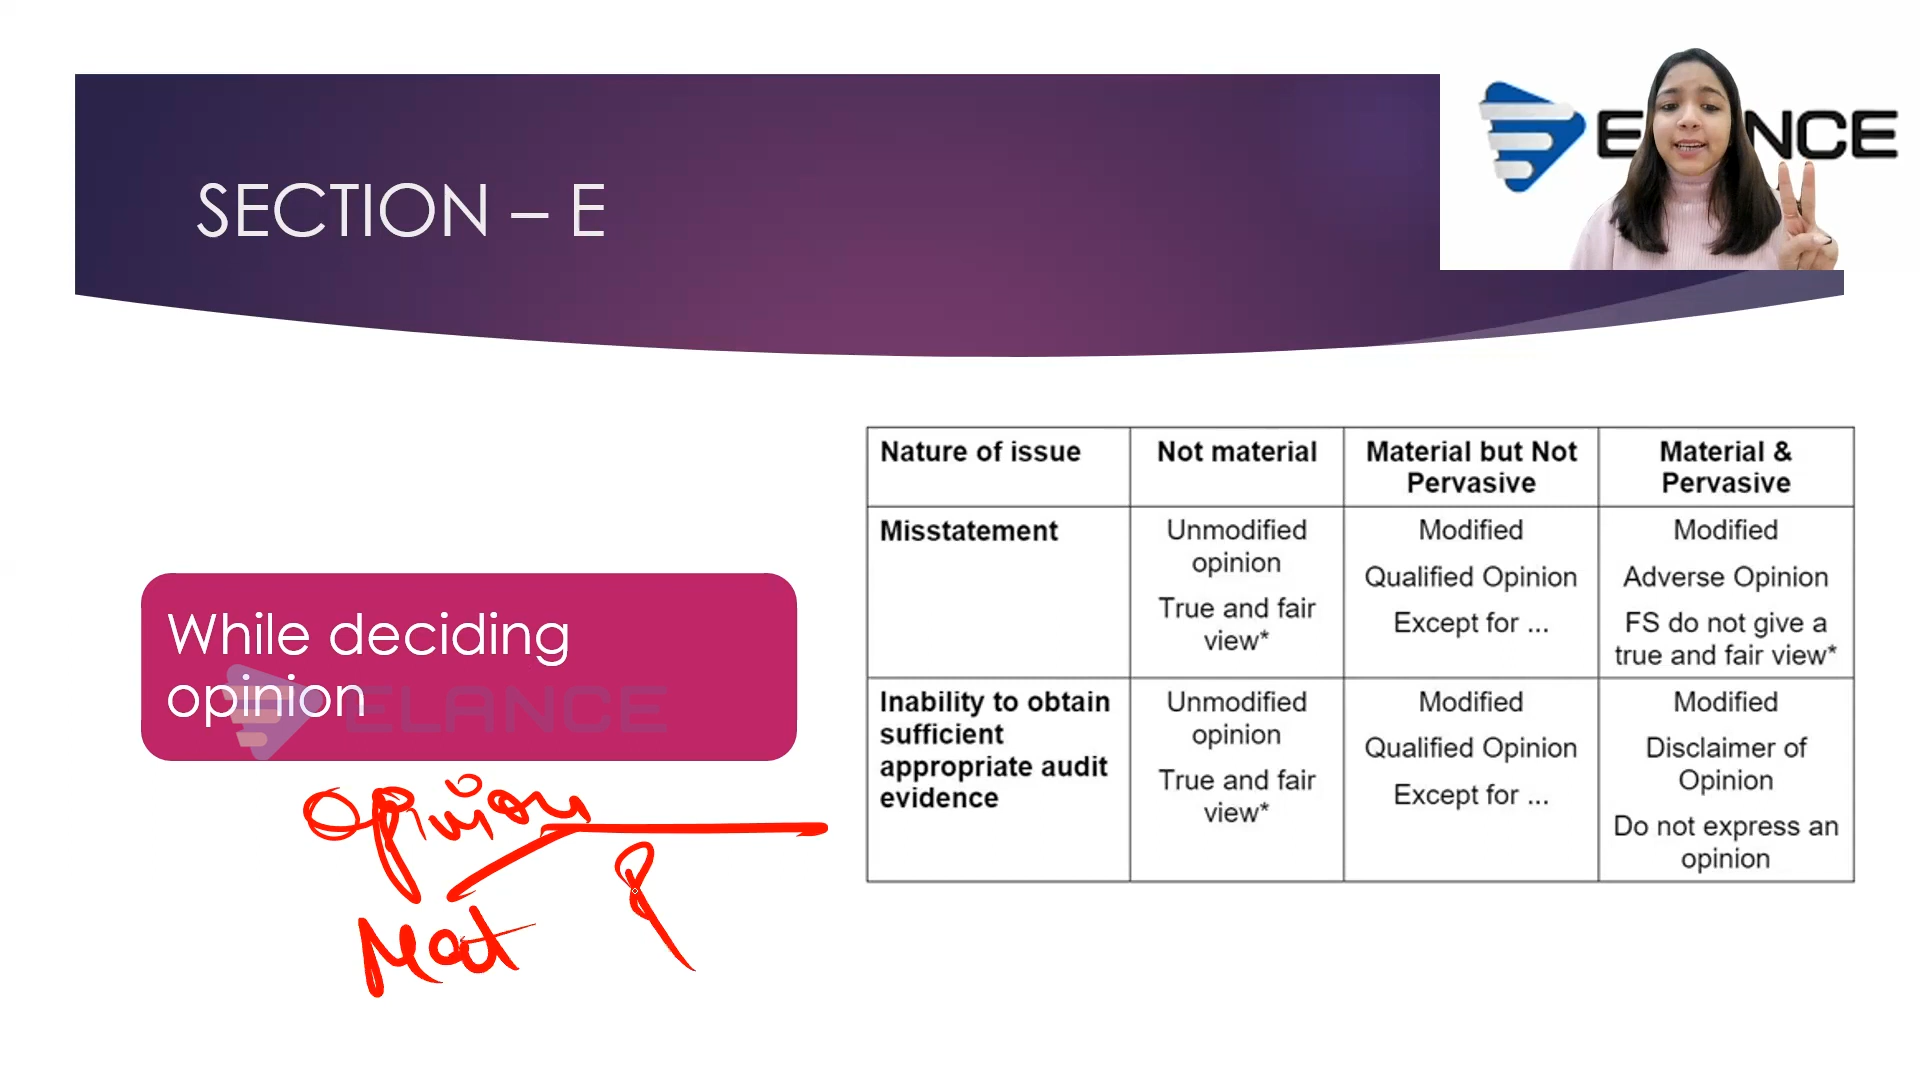 SECTION – E
ELANCE
Nature of issue
Not material
Material but Not
Pervasive
Material &
Pervasive
Misstatement
Unmodified
opinion
True and fair
view*
Modified
Qualified Opinion
Except for ...
Modified
Adverse Opinion
FS do not give a
true and fair view*
Inability to obtain
sufficient
appropriate audit
evidence
Unmodified
opinion
True and fair
view*
Modified
Qualified Opinion
Except for ...
Modified
Disclaimer of
Opinion
Do not express an
opinion
While deciding
opinion
ELANCE
Opinion
Mat
P